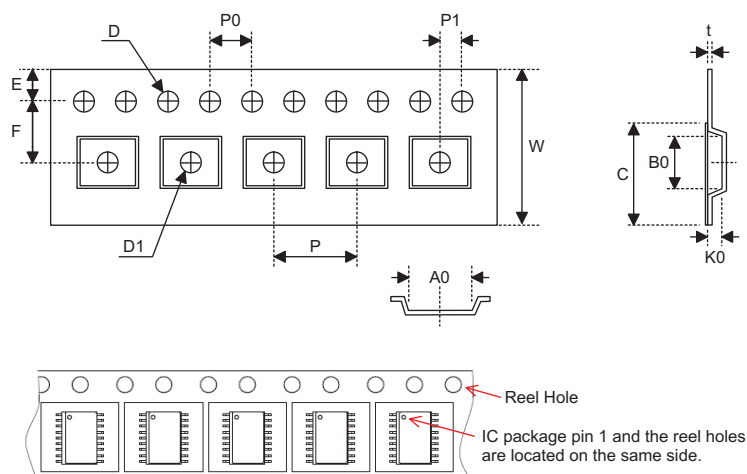 D
P0
P1
t
E
F
W
C
B0
D1
P
K0
A0
Reel Hole
IC package pin 1 and the reel holes
are located on the same side.